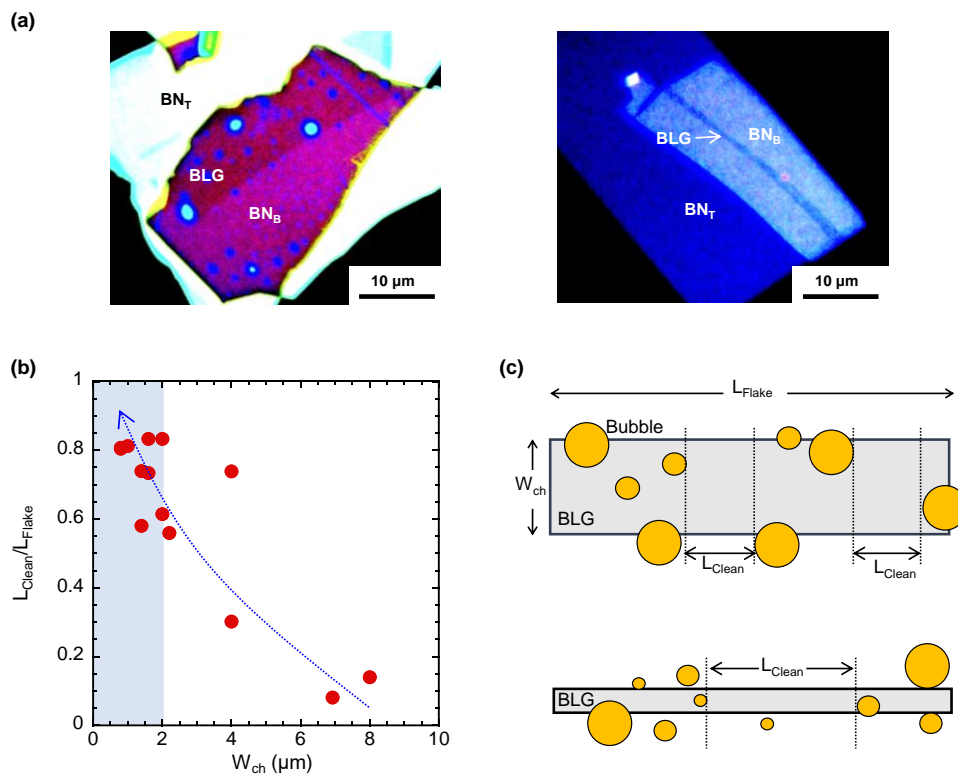 (a)
BN_T
BLG
BN_B
10 µm
BLG
BN_B
BN_T
10 µm
(b)
1
0.8
0.6
0.4
0.2
0
0 2 4 6 8 10
L_Clean/L_Flake
W_ch (µm)
(c)
L_Flake
Bubble
W_ch
BLG
L_Clean
L_Clean
L_Clean
BLG